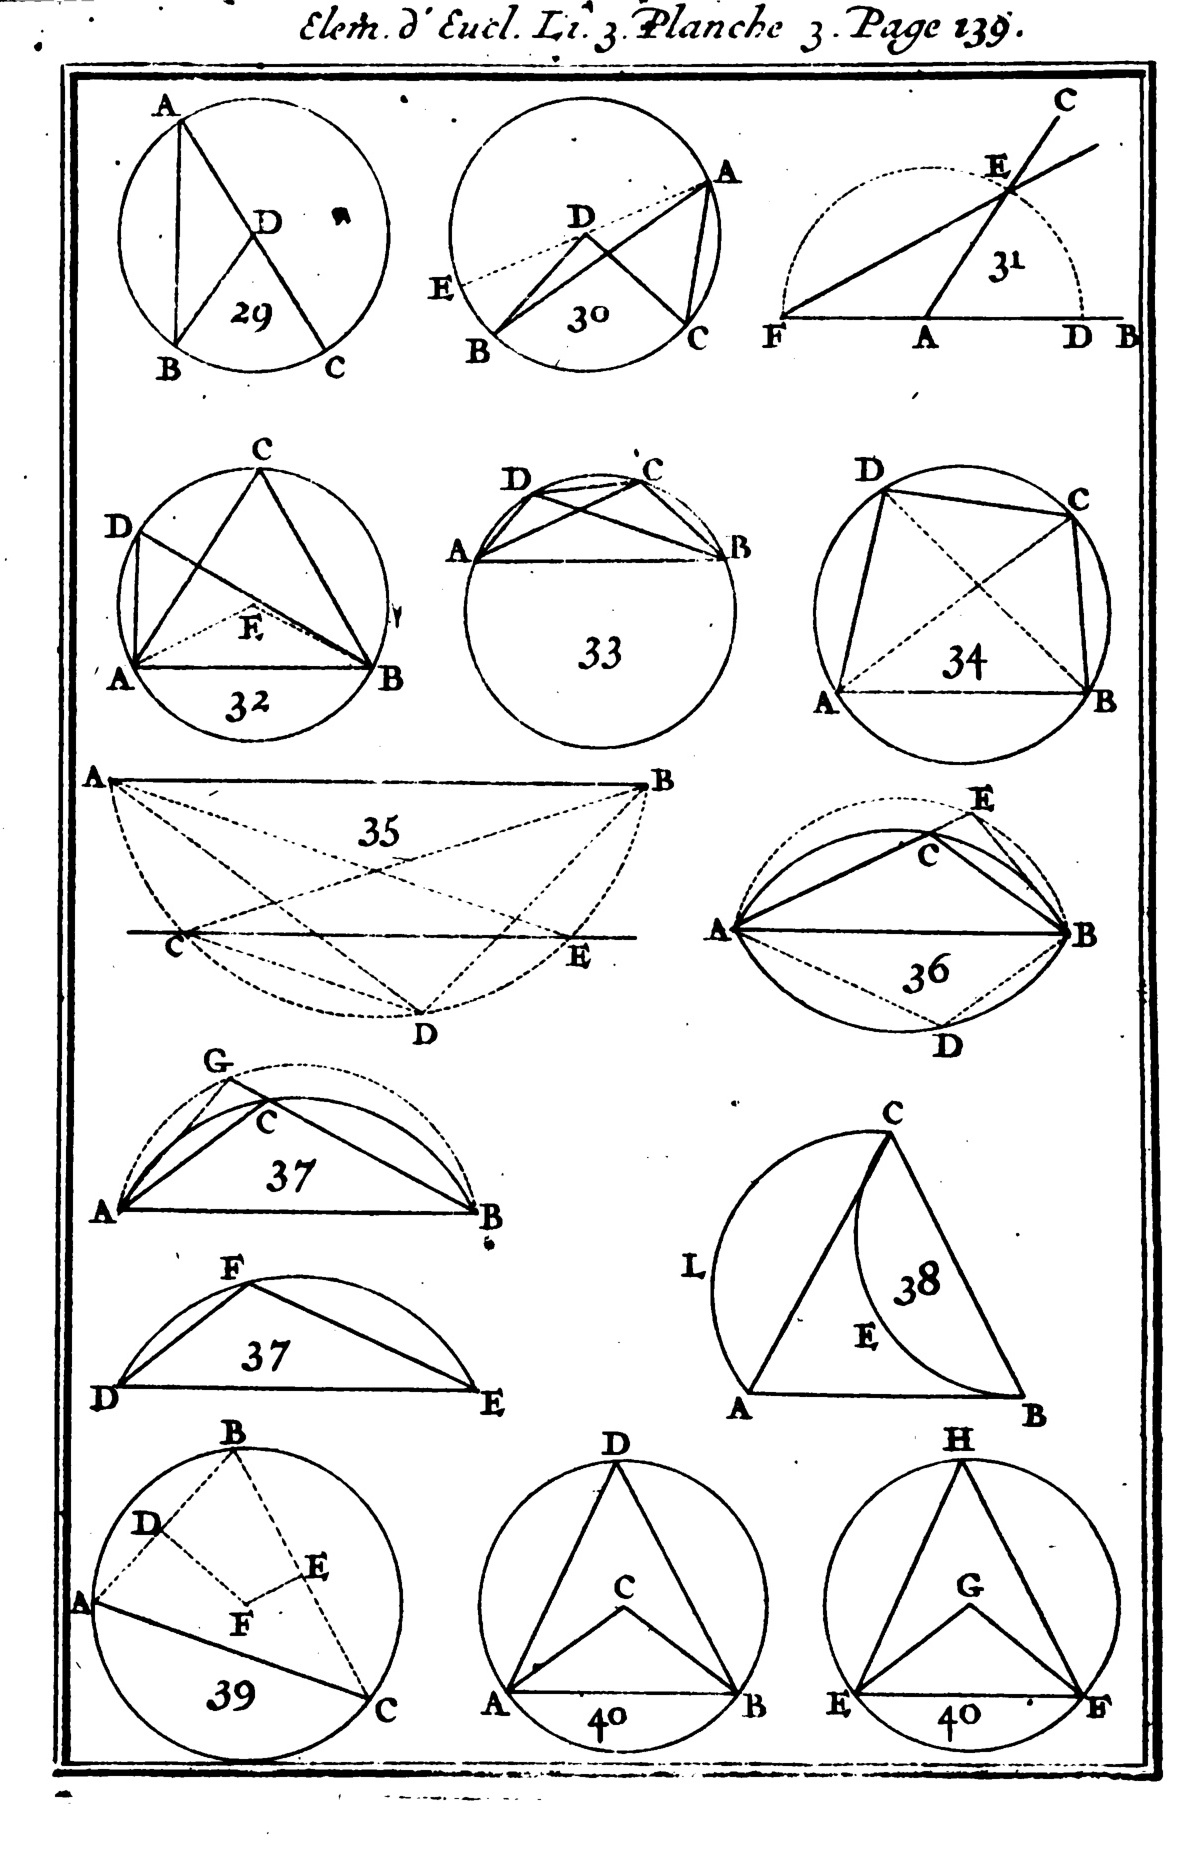 Elem. d' Eucl. Li. 3. Planche 3. Page 139.
A D B C 29
A D E B C 30
C E F A D B 31
C D E A B 32
D C A B 33
D C A B 34
A B C E D 35
E C A B D 36
G C A B 37
C L E A B 38
F D E 37
B D E A F C 39
D C A B 40
H G E F 40